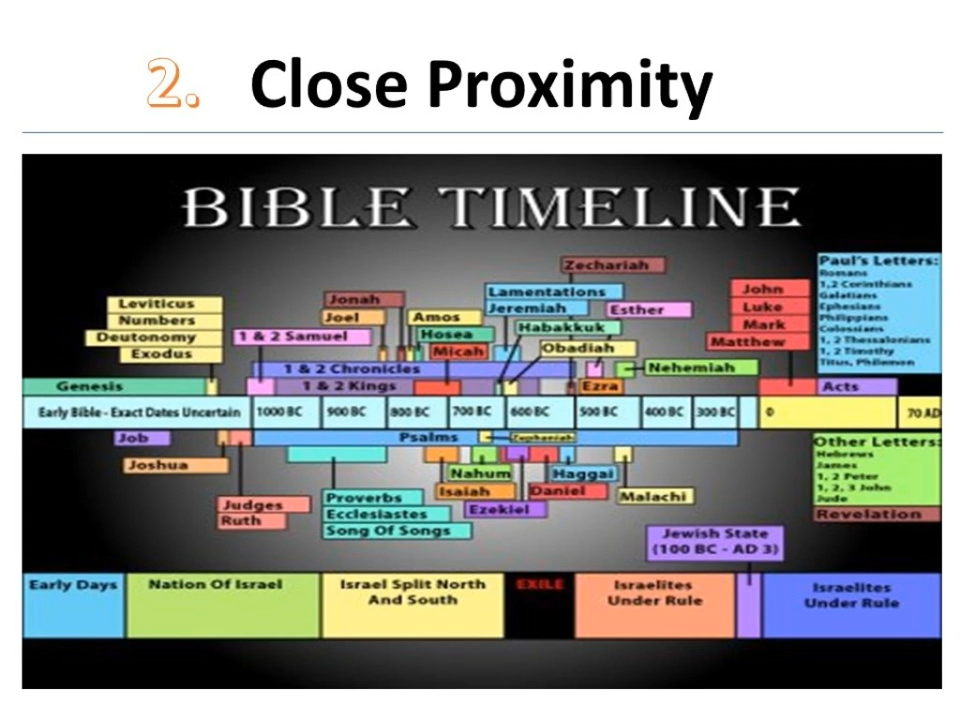 2. Close Proximity
BIBLE TIMELINE
Zechariah
Paul's Letters:
Romans
1,2 Corinthians
Galatians
Ephesians
Philippians
Colossians
1, 2 Thessalonians
1, 2 Timothy
Titus, Philemon
Leviticus
Numbers
Deutonomy
Exodus
Jonah
Joel
1 & 2 Samuel
Amos
Hosea
Micah
Lamentations
Jeremiah
Esther
Habakkuk
Obadiah
John
Luke
Mark
Matthew
1 & 2 Chronicles
Nehemiah
Genesis
1 & 2 Kings
Ezra
Acts
Early Bible - Exact Dates Uncertain
1000 BC
900 BC
800 BC
700 BC
600 BC
500 BC
400 BC
300 BC
0
70 AD
Job
Psalms
Zephaniah
Joshua
Nahum
Haggai
Isaiah
Daniel
Malachi
Judges
Ruth
Proverbs
Ecclesiastes
Song Of Songs
Ezekiel
Other Letters:
Hebrews
James
1, 2 Peter
1, 2, 3 John
Jude
Revelation
Jewish State
(100 BC - AD 3)
Early Days
Nation Of Israel
Israel Split North
And South
EXILE
Israelites
Under Rule
Israelites
Under Rule